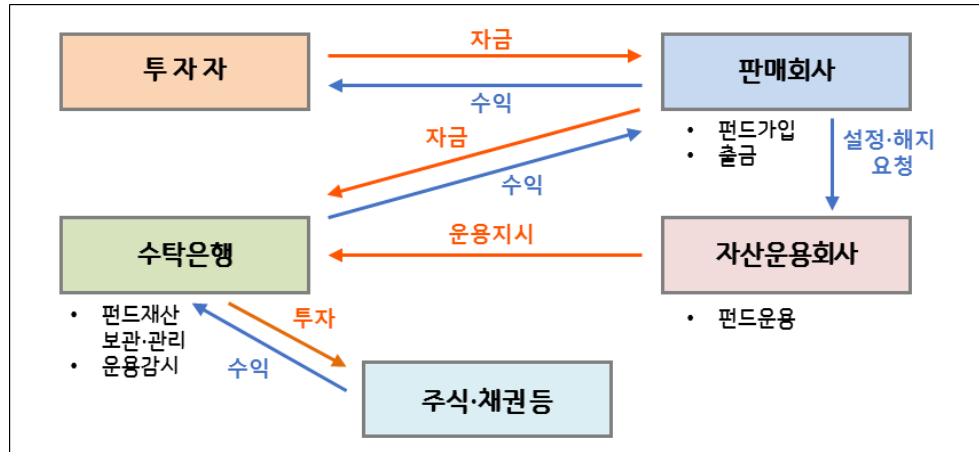 투 자 자
자금
판매회사
수익
자금
• 펀드가입
• 출금
설정·해지
요청
수익
수탁은행
운용지시
자산운용회사
• 펀드재산
보관·관리
• 운용감시
투자
수익
• 펀드운용
주식·채권 등